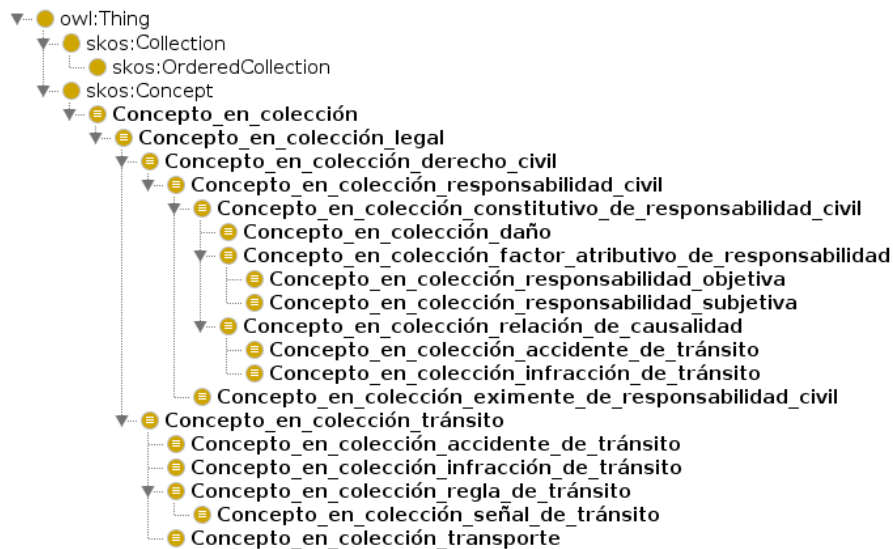 owl:Thing
skos:Collection
skos:OrderedCollection
skos:Concept
Concepto_en_colección
Concepto_en_colección_legal
Concepto_en_colección_derecho_civil
Concepto_en_colección_responsabilidad_civil
Concepto_en_colección_constitutivo_de_responsabilidad_civil
Concepto_en_colección_daño
Concepto_en_colección_factor_atributivo_de_responsabilidad
Concepto_en_colección_responsabilidad_objetiva
Concepto_en_colección_responsabilidad_subjetiva
Concepto_en_colección_relación_de_causalidad
Concepto_en_colección_accidente_de_tránsito
Concepto_en_colección_infracción_de_tránsito
Concepto_en_colección_eximente_de_responsabilidad_civil
Concepto_en_colección_tránsito
Concepto_en_colección_accidente_de_tránsito
Concepto_en_colección_infracción_de_tránsito
Concepto_en_colección_regla_de_tránsito
Concepto_en_colección_señal_de_tránsito
Concepto_en_colección_transporte